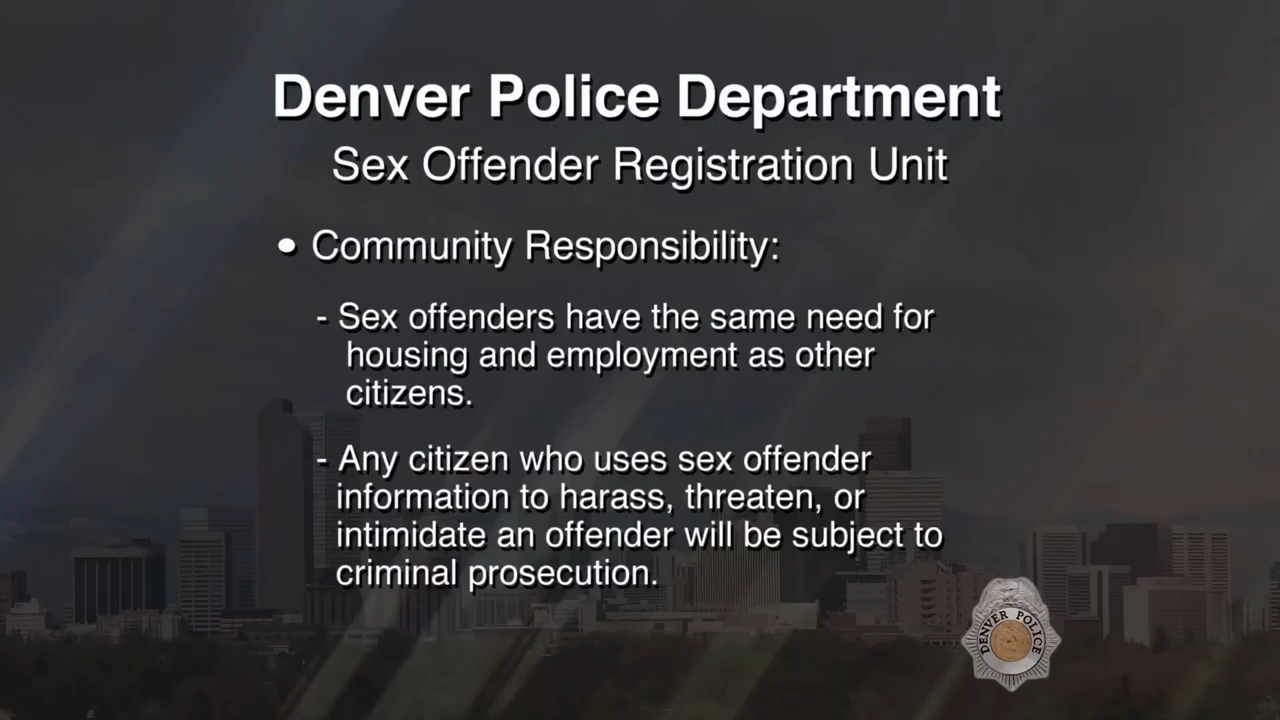 Denver Police Department
Sex Offender Registration Unit
• Community Responsibility:
- Sex offenders have the same need for
housing and employment as other
citizens.
- Any citizen who uses sex offender
information to harass, threaten, or
intimidate an offender will be subject to
criminal prosecution.
DENVER POLICE